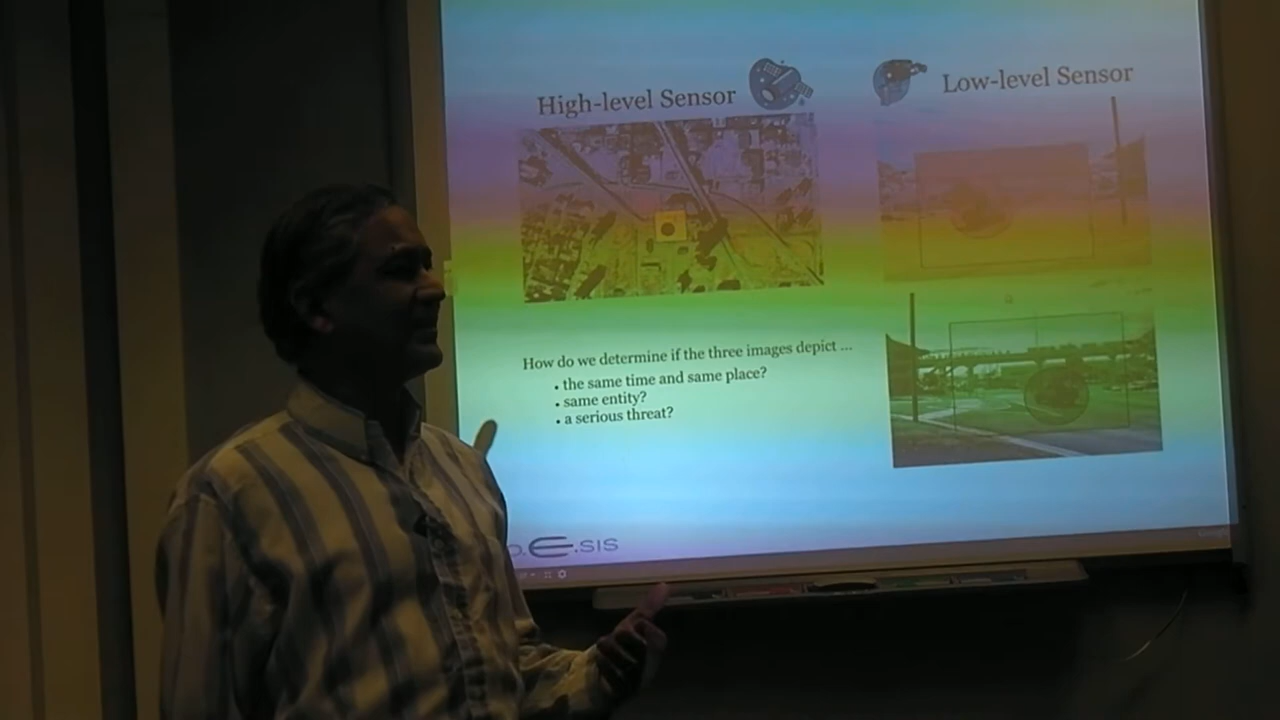 High-level Sensor
Low-level Sensor
How do we determine if the three images depict ...
• the same time and same place?
• same entity?
• a serious threat?
.SIS